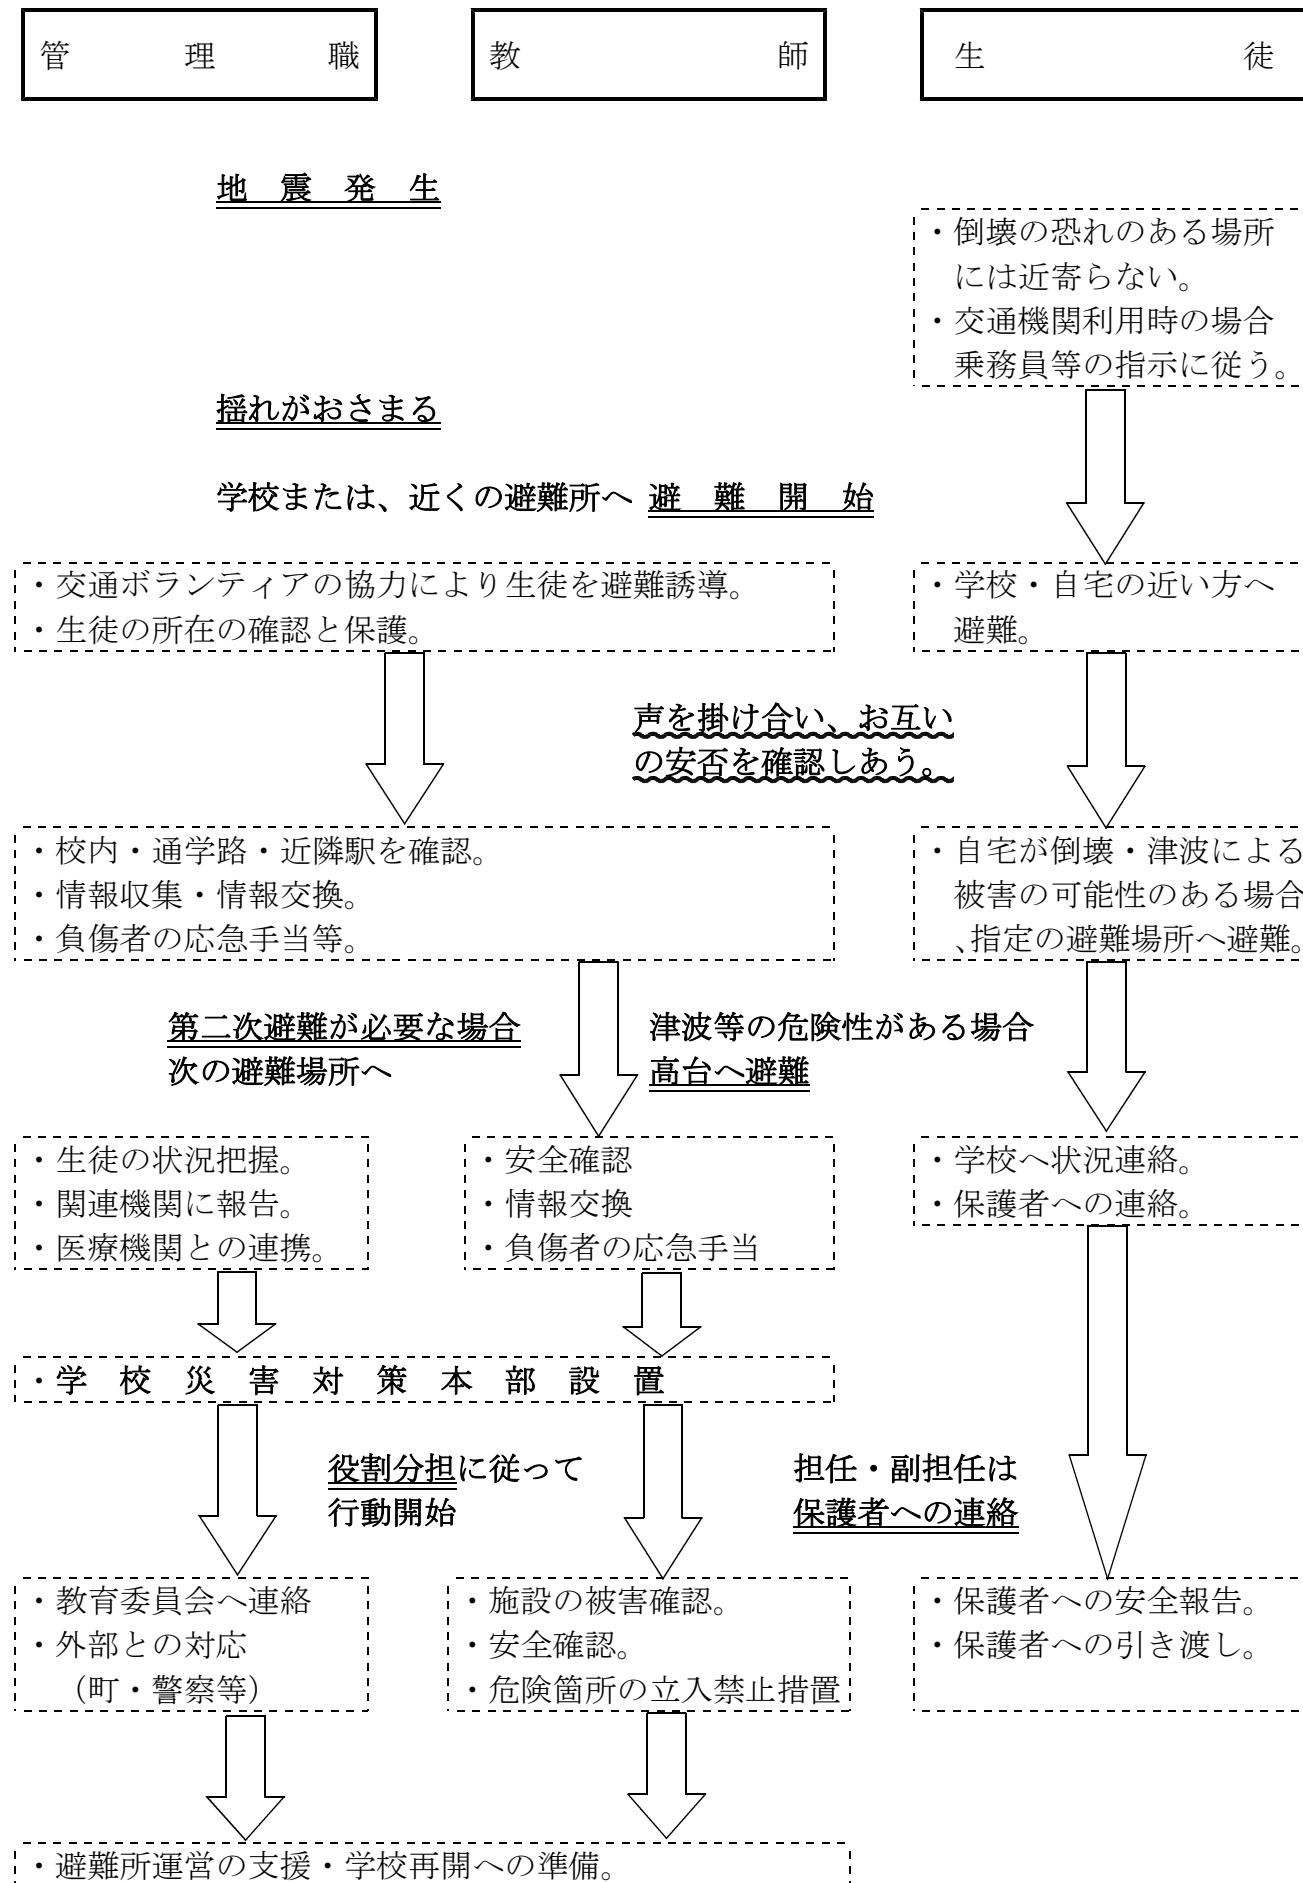 管理職
教師
生徒
地震発生
・倒壊の恐れのある場所
には近寄らない。
・交通機関利用時の場合
乗務員等の指示に従う。
揺れがおさまる
学校または、近くの避難所へ 避難開始
・交通ボランティアの協力により生徒を避難誘導。
・生徒の所在の確認と保護。
・学校・自宅の近い方へ
避難。
声を掛け合い、お互い
の安否を確認しあう。
・校内・通学路・近隣駅を確認。
・情報収集・情報交換。
・負傷者の応急手当等。
・自宅が倒壊・津波による
被害の可能性のある場合
、指定の避難場所へ避難。
第二次避難が必要な場合
次の避難場所へ
津波等の危険性がある場合
高台へ避難
・生徒の状況把握。
・関連機関に報告。
・医療機関との連携。
・安全確認
・情報交換
・負傷者の応急手当
・学校へ状況連絡。
・保護者への連絡。
・学校災害対策本部設置
役割分担に従って
行動開始
担任・副担任は
保護者への連絡
・教育委員会へ連絡
・外部との対応
（町・警察等）
・施設の被害確認。
・安全確認。
・危険箇所の立入禁止措置
・保護者への安全報告。
・保護者への引き渡し。
・避難所運営の支援・学校再開への準備。